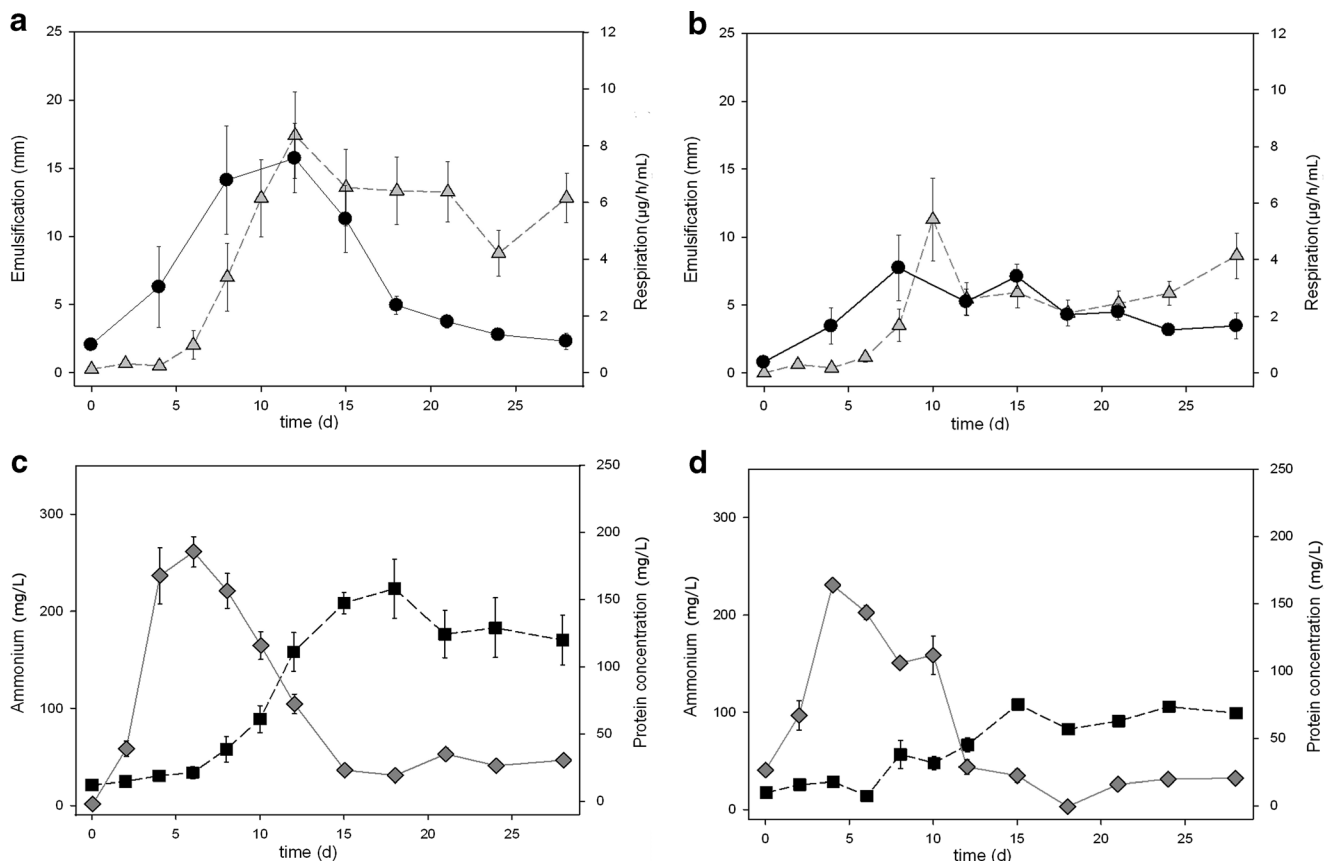 a
25
20
15
10
5
0
Emulsification (mm)
12
10
8
6
4
2
0
Respiration(µg/h/mL)
0 5 10 15 20 25
time (d)
b
25
20
15
10
5
0
Emulsification (mm)
12
10
8
6
4
2
0
Respiration(µg/h/mL)
0 5 10 15 20 25
time (d)
c
300
200
100
0
Ammonium (mg/L)
250
200
150
100
50
0
Protein concentration (mg/L)
0 5 10 15 20 25
time (d)
d
300
200
100
0
Ammonium (mg/L)
250
200
150
100
50
0
Protein concentration (mg/L)
0 5 10 15 20 25
time (d)